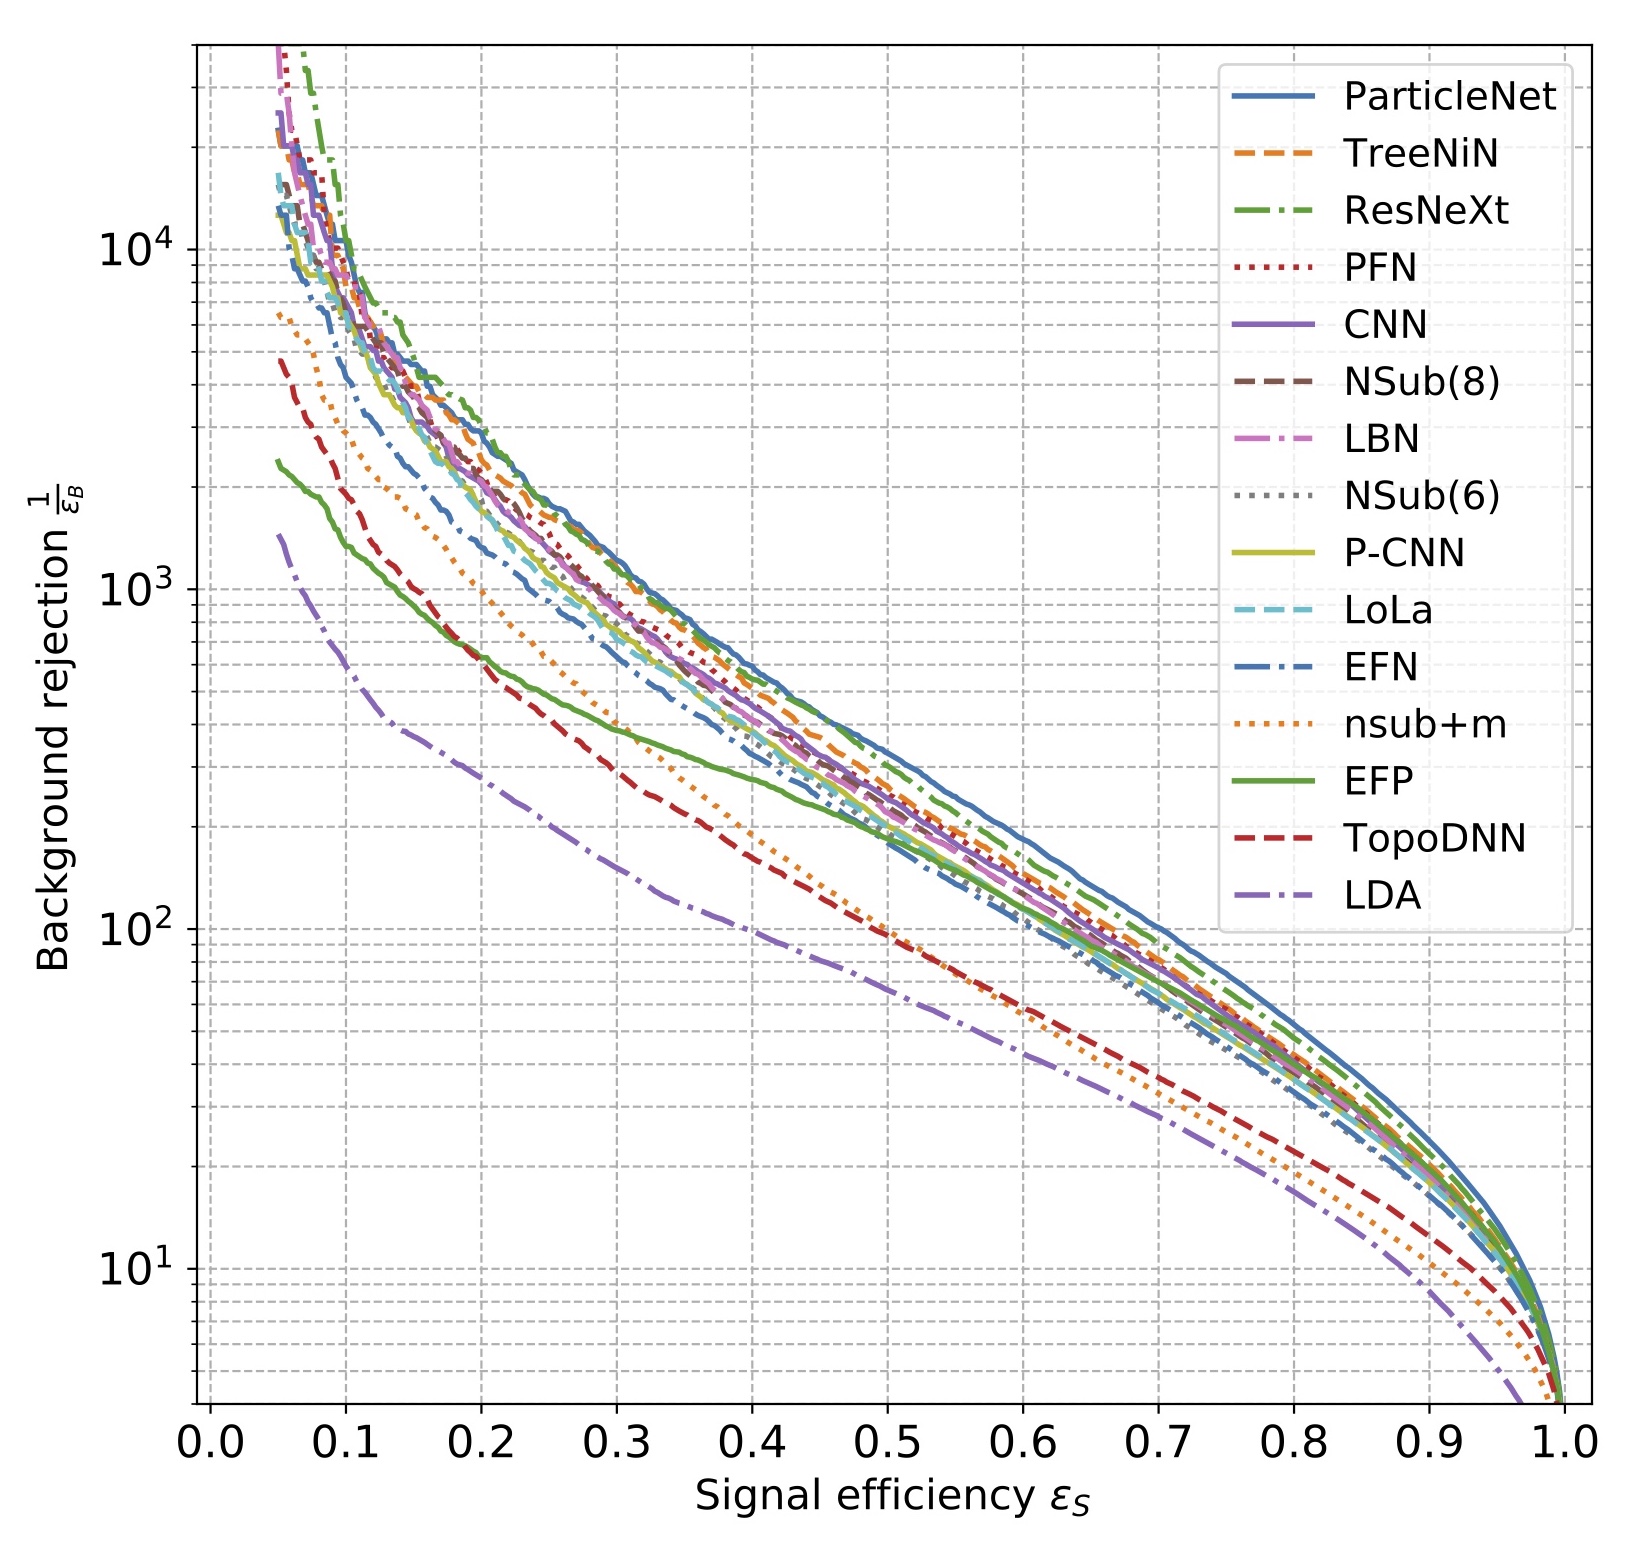 Background rejection 1/εB
10⁴
10³
10²
10¹
ParticleNet
TreeNiN
ResNeXt
PFN
CNN
NSub(8)
LBN
NSub(6)
P-CNN
LoLa
EFN
nsub+m
EFP
TopoDNN
LDA
0.0 0.1 0.2 0.3 0.4 0.5 0.6 0.7 0.8 0.9 1.0
Signal efficiency εS